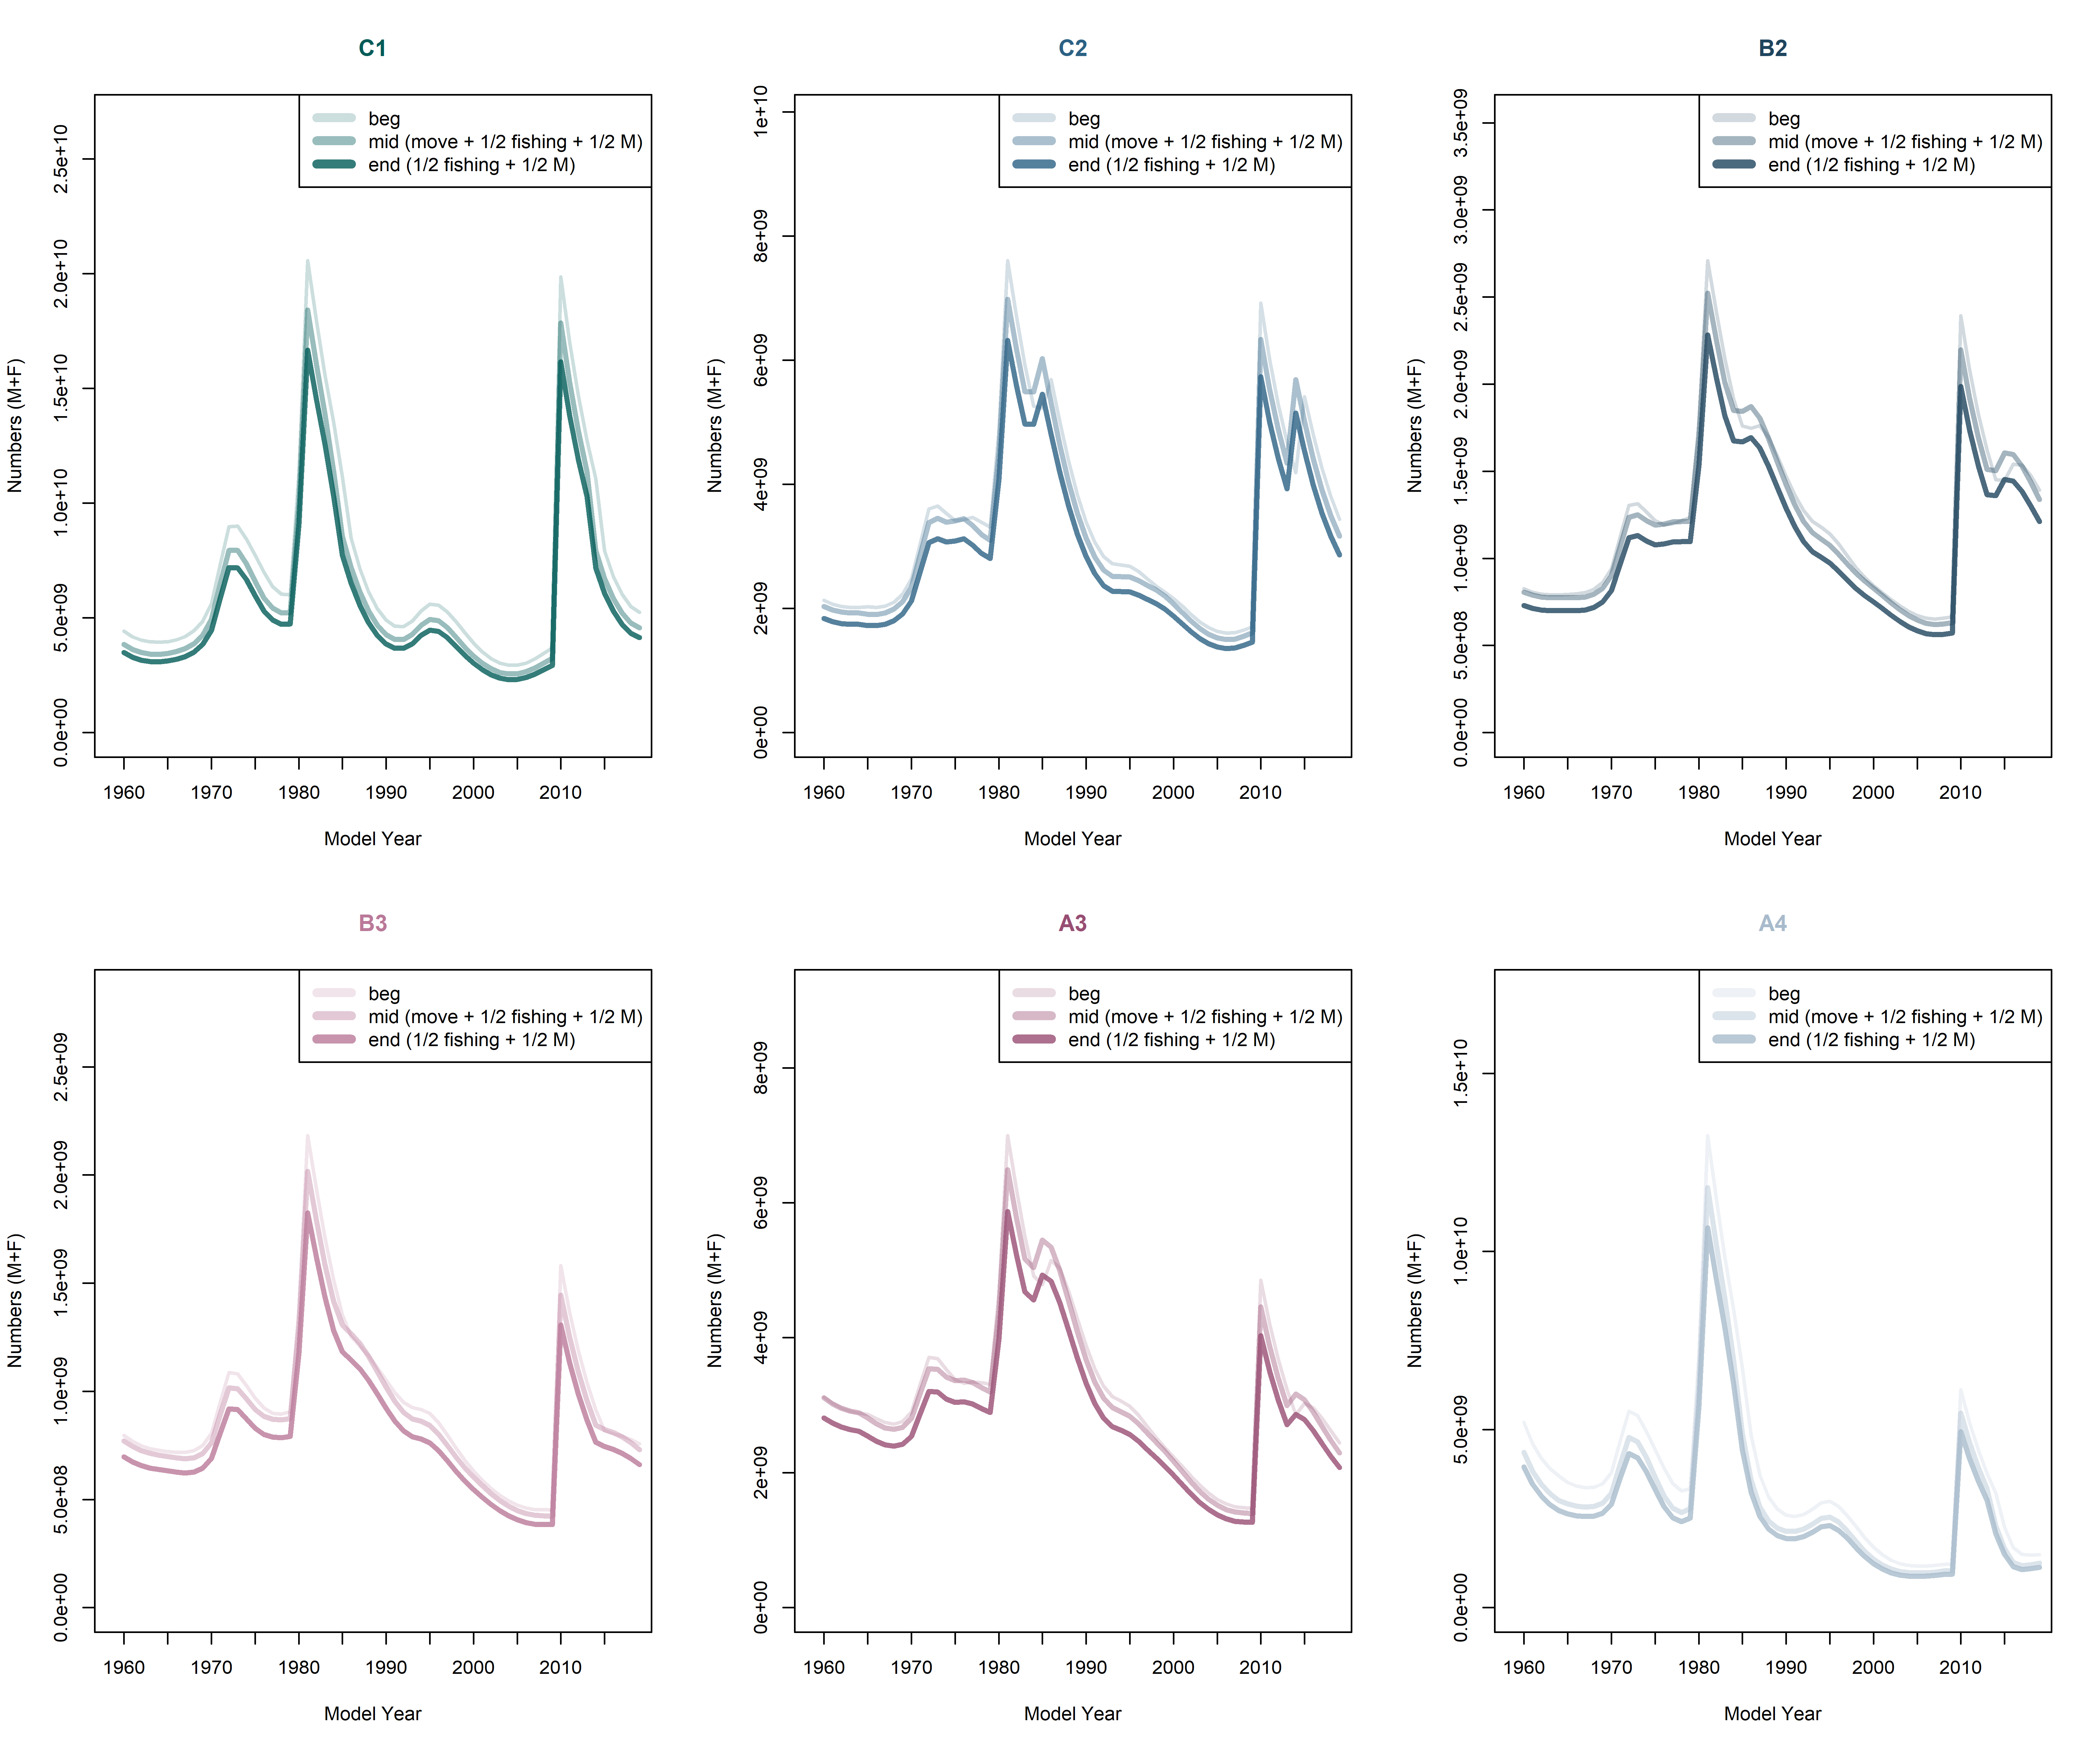 C1
beg
mid (move + 1/2 fishing + 1/2 M)
end (1/2 fishing + 1/2 M)
Numbers (M+F)
2.5e+10
2.0e+10
1.5e+10
1.0e+10
5.0e+09
0.0e+00
1960 1970 1980 1990 2000 2010
Model Year
C2
beg
mid (move + 1/2 fishing + 1/2 M)
end (1/2 fishing + 1/2 M)
Numbers (M+F)
1e+10
8e+09
6e+09
4e+09
2e+09
0e+00
1960 1970 1980 1990 2000 2010
Model Year
B2
beg
mid (move + 1/2 fishing + 1/2 M)
end (1/2 fishing + 1/2 M)
Numbers (M+F)
3.5e+09
3.0e+09
2.5e+09
2.0e+09
1.5e+09
1.0e+09
5.0e+08
0.0e+00
1960 1970 1980 1990 2000 2010
Model Year
B3
beg
mid (move + 1/2 fishing + 1/2 M)
end (1/2 fishing + 1/2 M)
Numbers (M+F)
2.5e+09
2.0e+09
1.5e+09
1.0e+09
5.0e+08
0.0e+00
1960 1970 1980 1990 2000 2010
Model Year
A3
beg
mid (move + 1/2 fishing + 1/2 M)
end (1/2 fishing + 1/2 M)
Numbers (M+F)
8e+09
6e+09
4e+09
2e+09
0e+00
1960 1970 1980 1990 2000 2010
Model Year
A4
beg
mid (move + 1/2 fishing + 1/2 M)
end (1/2 fishing + 1/2 M)
Numbers (M+F)
1.5e+10
1.0e+10
5.0e+09
0.0e+00
1960 1970 1980 1990 2000 2010
Model Year